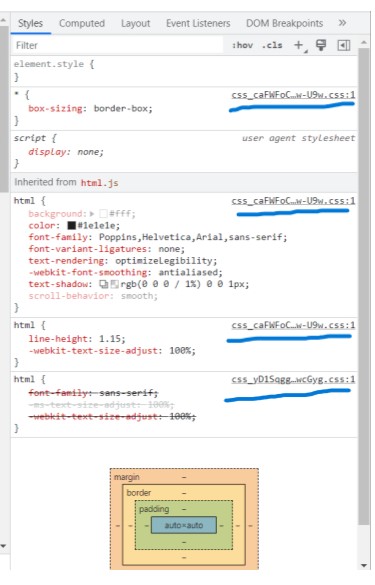 Styles Computed Layout Event Listeners DOM Breakpoints »
Filter :hov .cls +
element.style {
}
* { css_caFWFoC…w-U9w.css:1
box-sizing: border-box;
}
script { user agent stylesheet
display: none;
}
Inherited from html.js
html { css_caFWFoC…w-U9w.css:1
background: #fff;
color: #1e1e1e;
font-family: Poppins,Helvetica,Arial,sans-serif;
font-variant-ligatures: none;
text-rendering: optimizeLegibility;
-webkit-font-smoothing: antialiased;
text-shadow: rgb(0 0 0 / 1%) 0 0 1px;
scroll-behavior: smooth;
}
html { css_caFWFoC…w-U9w.css:1
line-height: 1.15;
-webkit-text-size-adjust: 100%;
}
html { css_yD1Sqgg…wcGyg.css:1
font-family: sans-serif;
-ms-text-size-adjust: 100%;
-webkit-text-size-adjust: 100%;
}
margin –
border –
padding –
– – – auto×auto – – –
–
–
–